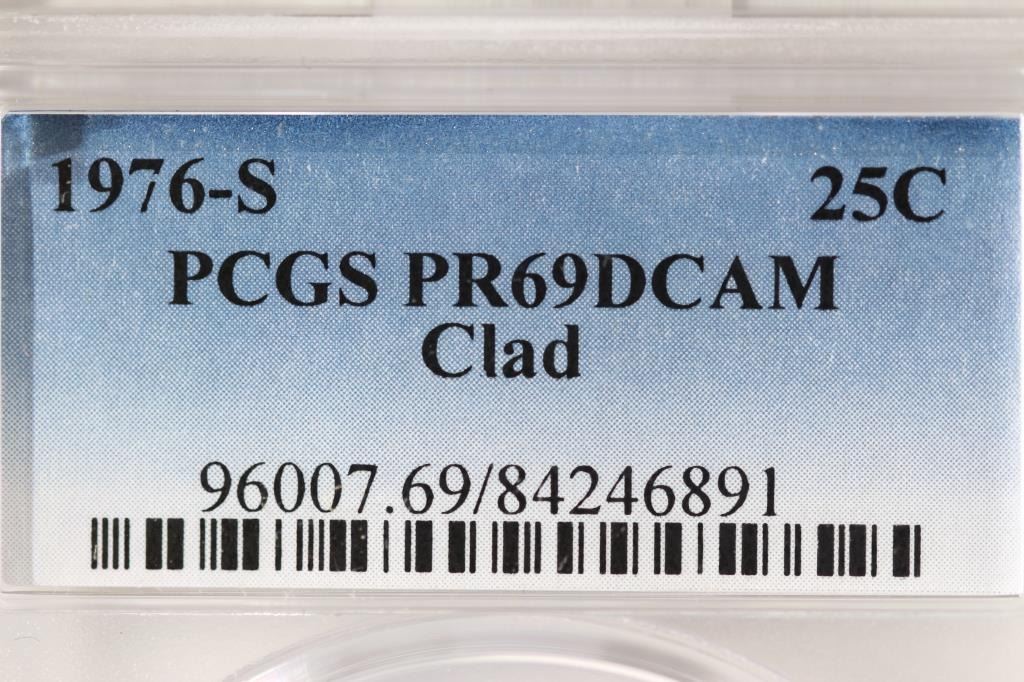 1976-S 25C
PCGS PR69DCAM
Clad
96007.69/84246891